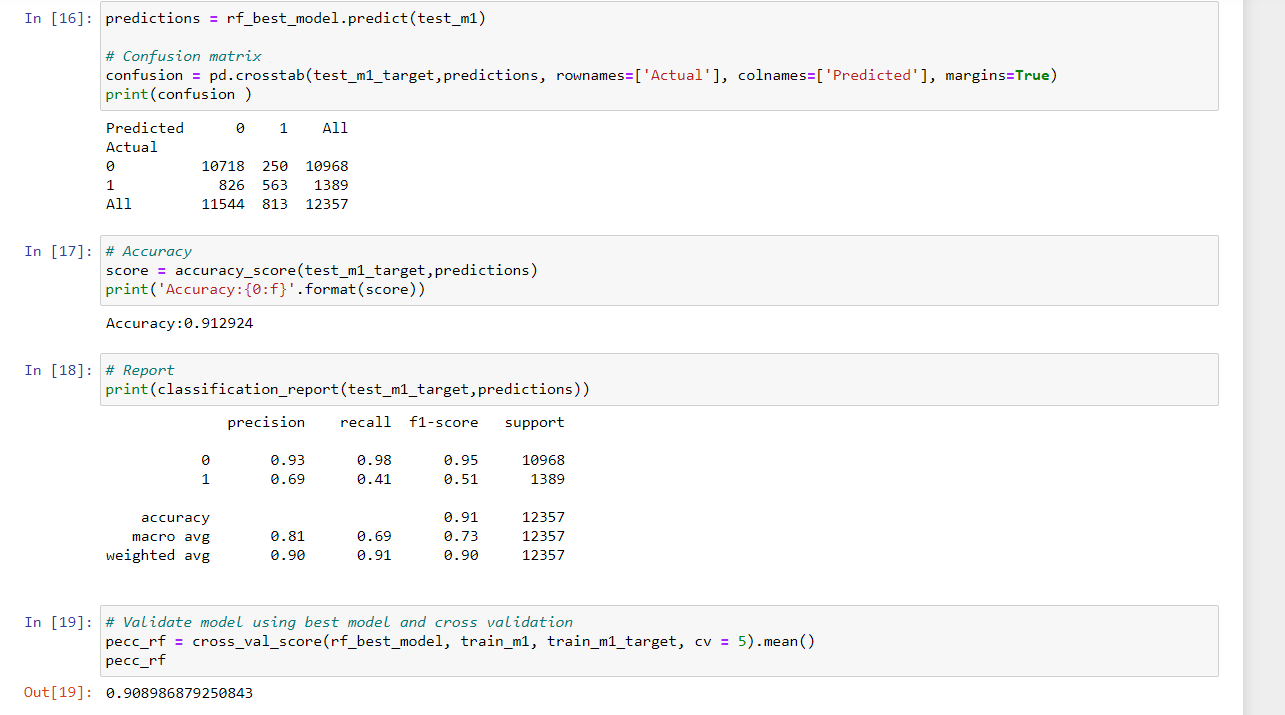 In [16]: predictions = rf_best_model.predict(test_m1)
# Confusion matrix
confusion = pd.crosstab(test_m1_target,predictions, rownames=['Actual'], colnames=['Predicted'], margins=True)
print(confusion )
Predicted 0 1 All
Actual
0 10718 250 10968
1 826 563 1389
All 11544 813 12357
In [17]: # Accuracy
score = accuracy_score(test_m1_target,predictions)
print('Accuracy:{0:f}'.format(score))
Accuracy:0.912924
In [18]: # Report
print(classification_report(test_m1_target,predictions))
precision recall f1-score support
0 0.93 0.98 0.95 10968
1 0.69 0.41 0.51 1389
accuracy 0.91 12357
macro avg 0.81 0.69 0.73 12357
weighted avg 0.90 0.91 0.90 12357
In [19]: # Validate model using best model and cross validation
pecc_rf = cross_val_score(rf_best_model, train_m1, train_m1_target, cv = 5).mean()
pecc_rf
Out[19]: 0.908986879250843